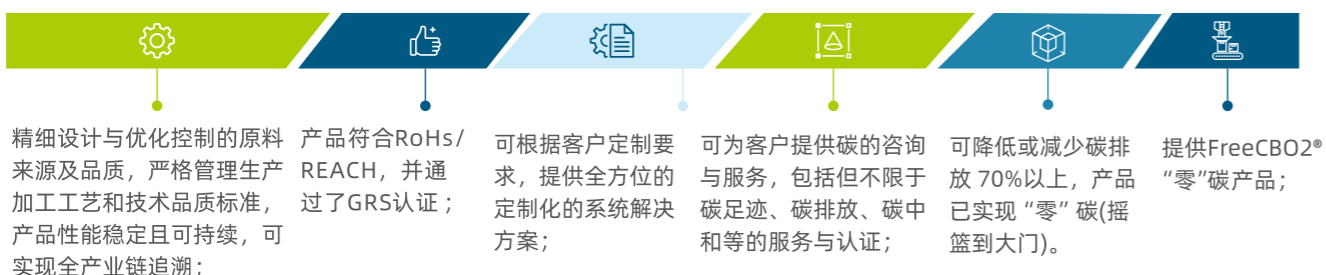 精细设计与优化控制的原料
来源及品质，严格管理生产
加工工艺和技术品质标准，
产品性能稳定且可持续，可
实现全产业链追溯；
产品符合RoHs/
REACH，并通
过了GRS认证；
可根据客户定制要
求，提供全方位的
定制化的系统解决
方案；
可为客户提供碳的咨询
与服务，包括但不限于
碳足迹、碳排放、碳中
和等的服务与认证；
可降低或减少碳排
放 70%以上，产品
已实现“零”碳(摇
篮到大门)。
提供FreeCBO2®
“零”碳产品；